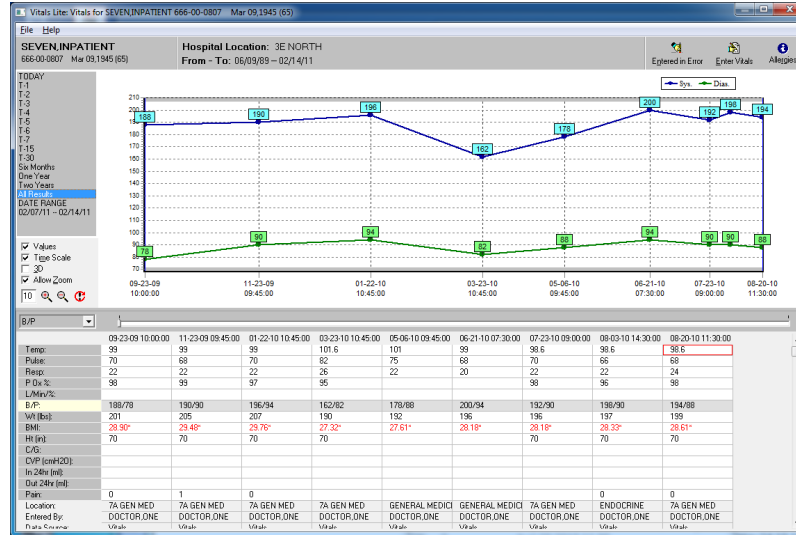 Vitals Lite: Vitals for SEVEN,INPATIENT 666-00-0807 Mar 09,1945 (65)
File Help
SEVEN,INPATIENT
666-00-0807 Mar 09,1945 (65)
Hospital Location: 3E NORTH
From - To: 06/09/89 -- 02/14/11
Entered in Error Enter Vitals Allergies
TODAY
T-1
T-2
T-3
T-4
T-5
T-6
T-7
T-15
T-30
Six Months
One Year
Two Years
All Results
DATE RANGE
02/07/11 -- 02/14/11
Values
Time Scale
3D
Allow Zoom
10
Sys. Dias.
210
200
190
180
170
160
150
140
130
120
110
100
90
80
70
188 190 196 162 178 200 192 198 194
78 90 94 82 88 94 90 90 88
09-23-09 11-23-09 01-22-10 03-23-10 05-06-10 06-21-10 07-23-10 08-20-10
10:00:00 09:45:00 10:45:00 10:45:00 09:45:00 07:30:00 09:00:00 11:30:00
B/P
09-23-09 10:00:00 11-23-09 09:45:00 01-22-10 10:45:00 03-23-10 10:45:00 05-06-10 09:45:00 06-21-10 07:30:00 07-23-10 09:00:00 08-03-10 14:30:00 08-20-10 11:30:00
Temp: 99 99 99 101.6 101 99 98.6 98.6 98.6
Pulse: 70 68 70 82 75 68 70 66 68
Resp: 22 22 22 26 22 20 22 22 24
P Ox %: 98 99 97 95 98 96 98
L/Min/%:
B/P: 188/78 190/90 196/94 162/82 178/88 200/94 192/90 198/90 194/88
Wt (lbs): 201 205 207 190 192 196 196 197 199
BMI: 28.90* 29.48* 29.76* 27.32* 27.61* 28.18* 28.18* 28.33* 28.61*
Ht (in): 70 70 70 70 70 70
C/G:
CVP (cmH2O):
In 24hr (ml):
Out 24hr (ml):
Pain: 0 1 0 0 0
Location: 7A GEN MED 7A GEN MED 7A GEN MED 7A GEN MED GENERAL MEDICI GENERAL MEDICI 7A GEN MED ENDOCRINE 7A GEN MED
Entered By: DOCTOR,ONE DOCTOR,ONE DOCTOR,ONE DOCTOR,ONE DOCTOR,ONE DOCTOR,ONE DOCTOR,ONE DOCTOR,ONE DOCTOR,ONE
Data Source: Vitals Vitals Vitals Vitals Vitals Vitals Vitals Vitals Vitals